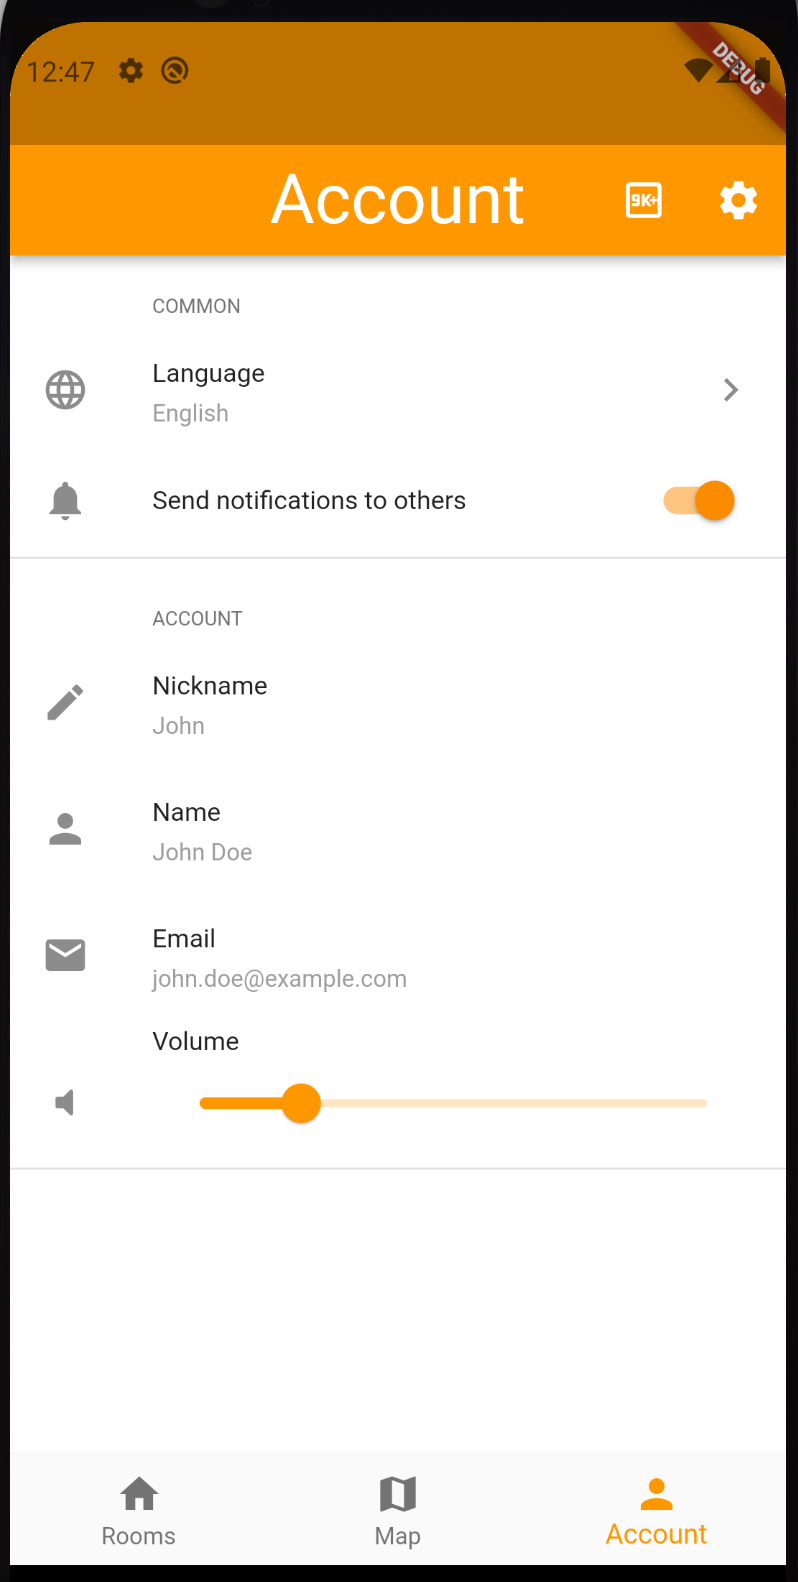 12:47
DEBUG
Account
9K+
COMMON
Language
English
Send notifications to others
ACCOUNT
Nickname
John
Name
John Doe
Email
john.doe@example.com
Volume
Rooms
Map
Account